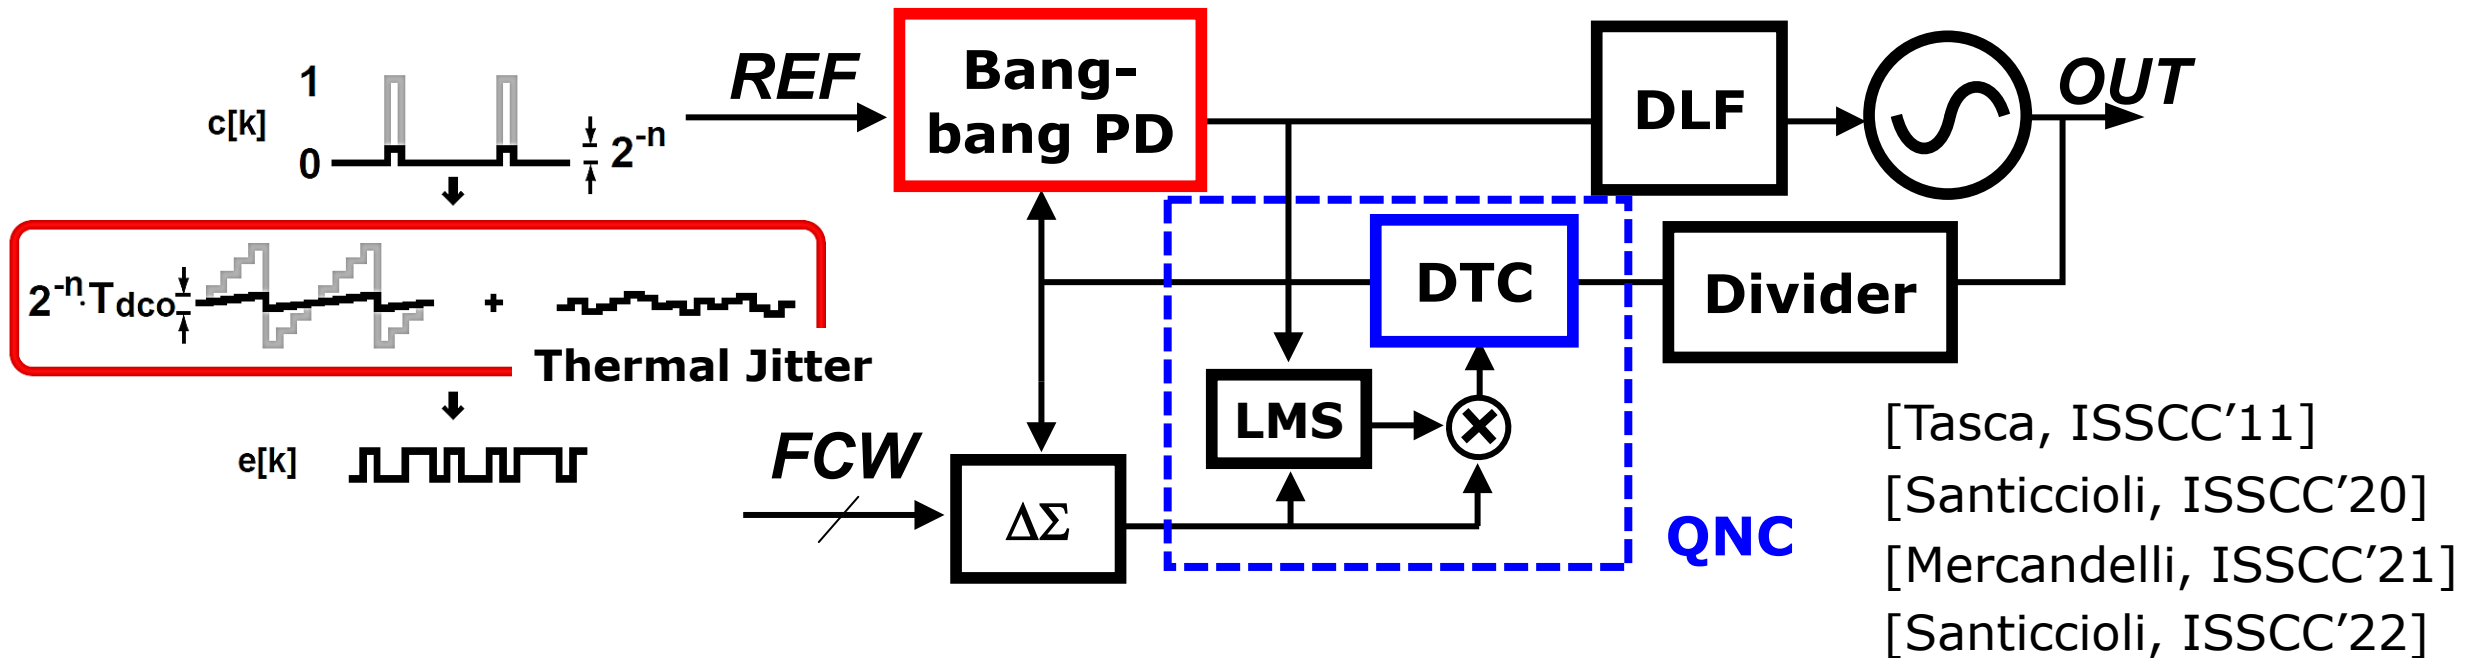 1
c[k]
0
2-n
2-n.Tdco
+
Thermal Jitter
e[k]
REF
Bang-
bang PD
DLF
OUT
DTC
Divider
LMS
FCW
ΔΣ
QNC
[Tasca, ISSCC’11]
[Santiccioli, ISSCC’20]
[Mercandelli, ISSCC’21]
[Santiccioli, ISSCC’22]